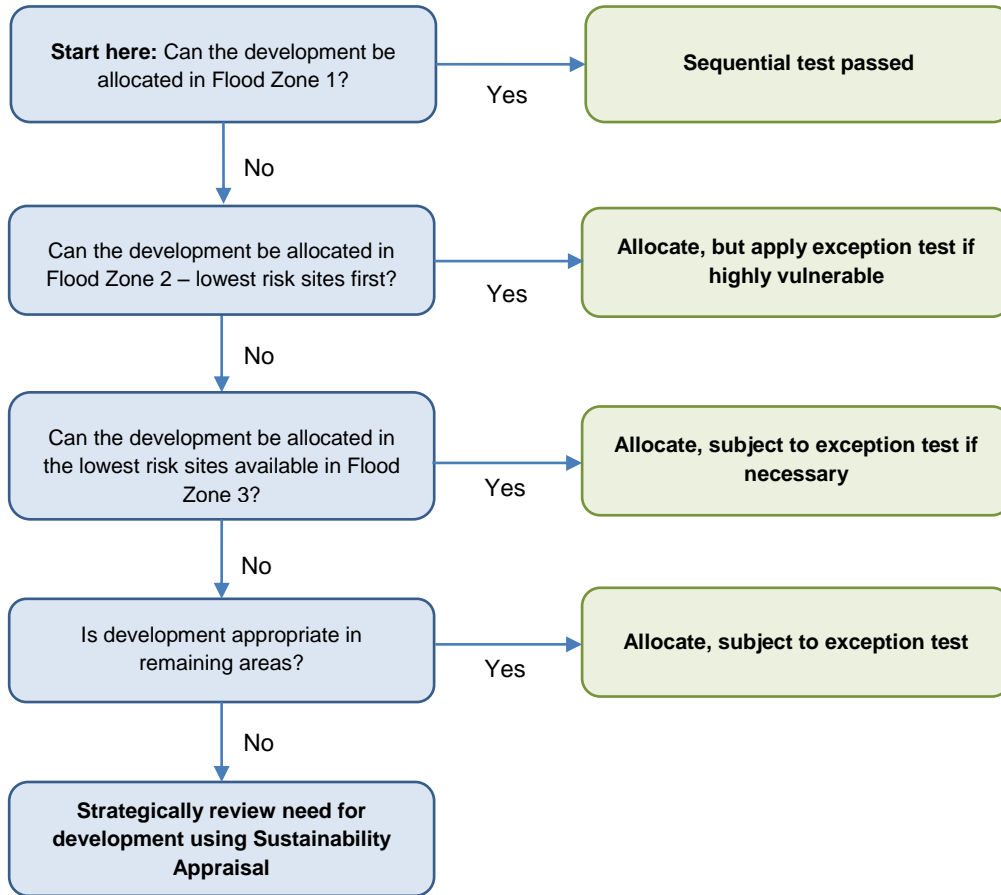 Start here: Can the development be
allocated in Flood Zone 1?
Yes
Sequential test passed
No
Can the development be allocated in
Flood Zone 2 – lowest risk sites first?
Yes
Allocate, but apply exception test if
highly vulnerable
No
Can the development be allocated in
the lowest risk sites available in Flood
Zone 3?
Yes
Allocate, subject to exception test if
necessary
No
Is development appropriate in
remaining areas?
Yes
Allocate, subject to exception test
No
Strategically review need for
development using Sustainability
Appraisal